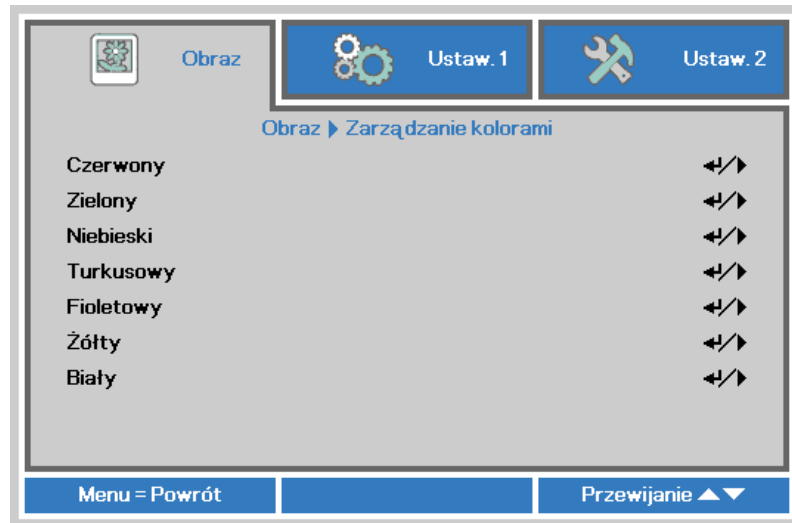 Obraz
Ustaw. 1
Ustaw. 2
Obraz ▶ Zarządzanie kolorami
Czerwony ↵/▶
Zielony ↵/▶
Niebieski ↵/▶
Turkusowy ↵/▶
Fioletowy ↵/▶
Żółty ↵/▶
Biały ↵/▶
Menu = Powrót
Przewijanie ▲▼